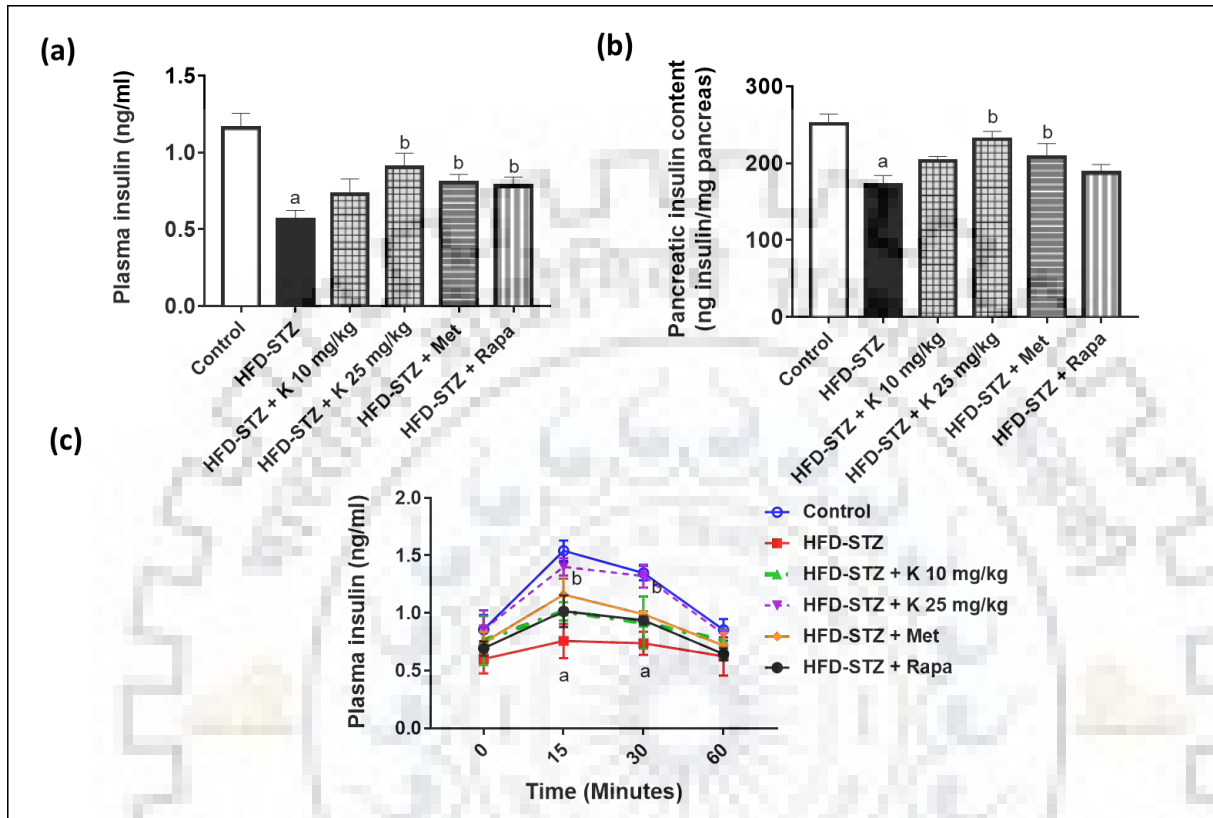 (a)
Plasma insulin (ng/ml)
1.5
1.0
0.5
0.0
a
b
b
b
Control
HFD-STZ
HFD-STZ + K 10 mg/kg
HFD-STZ + K 25 mg/kg
HFD-STZ + Met
HFD-STZ + Rapa
(b)
Pancreatic insulin content
(ng insulin/mg pancreas)
300
200
100
0
a
b
b
Control
HFD-STZ
HFD-STZ + K 10 mg/kg
HFD-STZ + K 25 mg/kg
HFD-STZ + Met
HFD-STZ + Rapa
(c)
Plasma insulin (ng/ml)
2.0
1.5
1.0
0.5
0.0
b
b
a
a
0
15
30
60
Time (Minutes)
Control
HFD-STZ
HFD-STZ + K 10 mg/kg
HFD-STZ + K 25 mg/kg
HFD-STZ + Met
HFD-STZ + Rapa